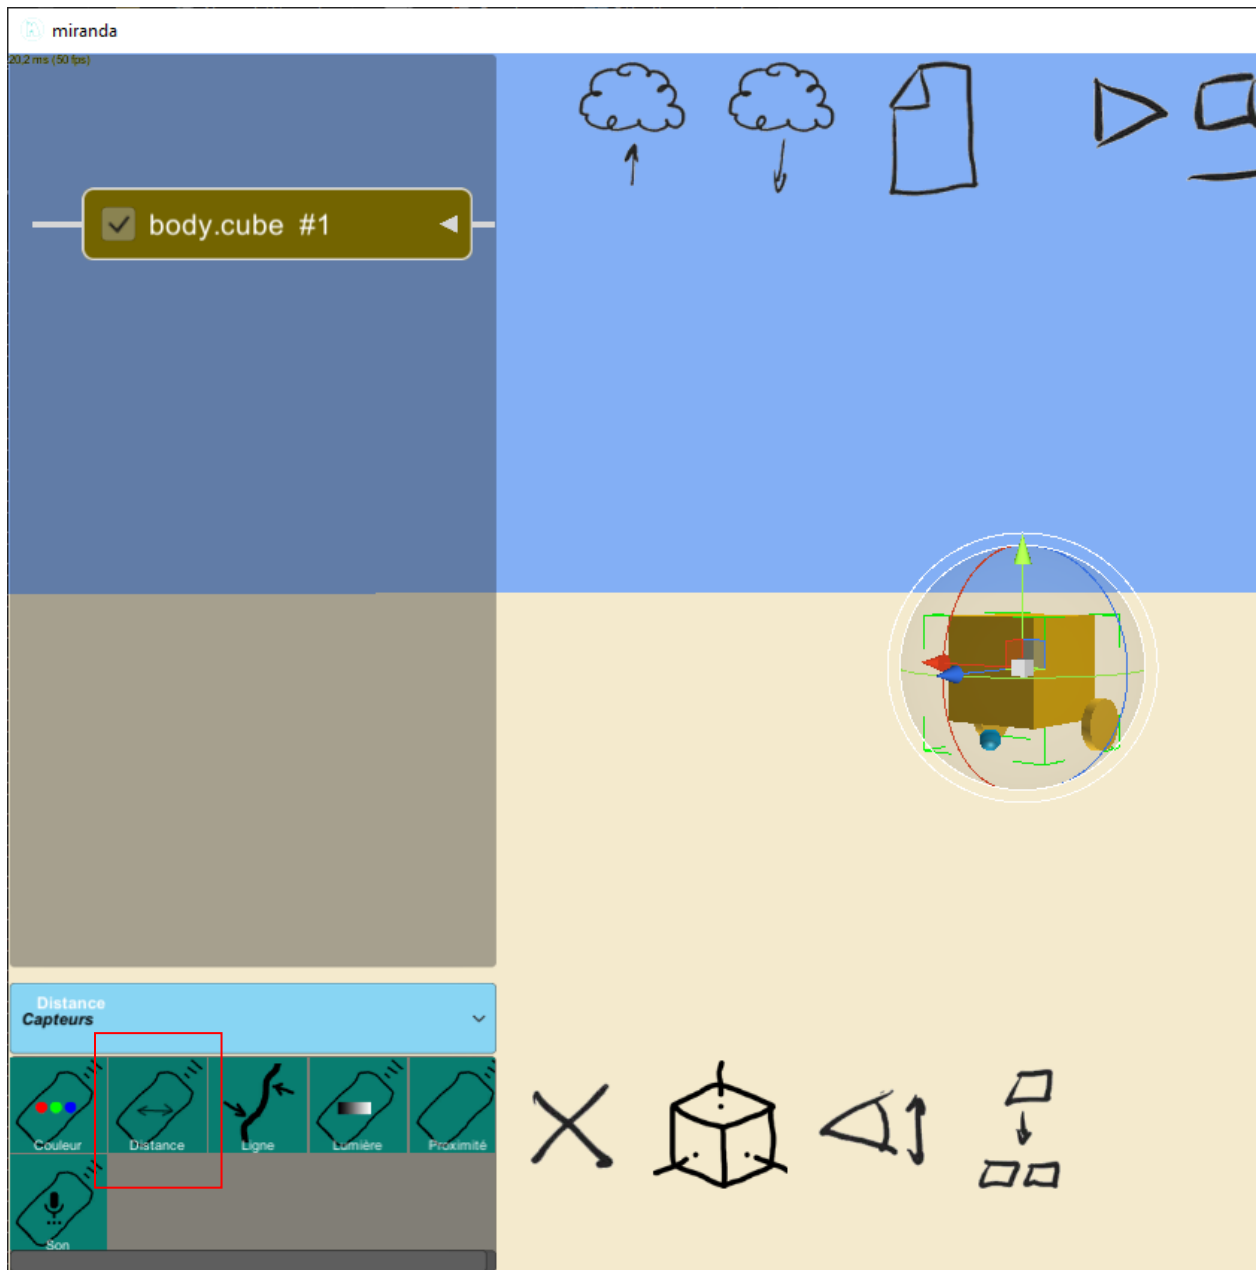 miranda
20,2 ms (50 fps)
body.cube #1
Distance
Capteurs
Couleur
Distance
Ligne
Lumière
Proximité
Son